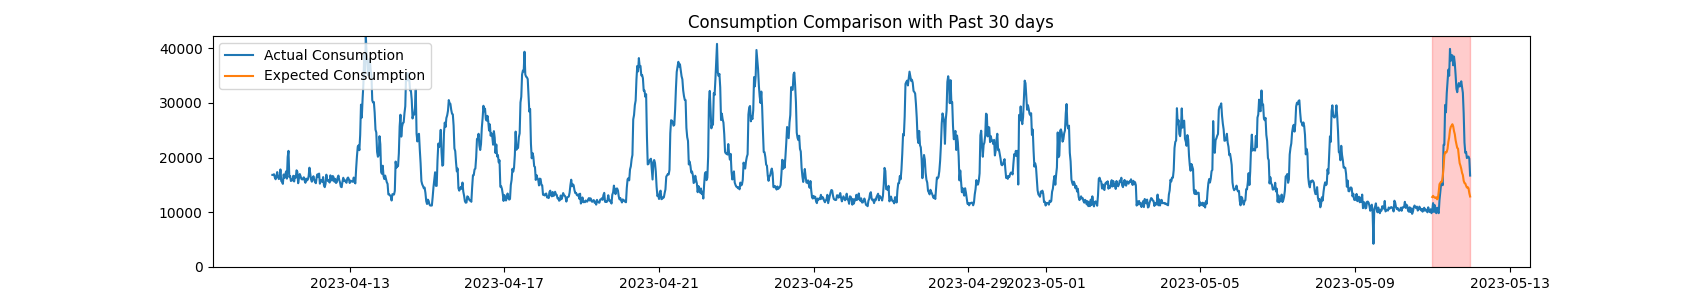 Consumption Comparison with Past 30 days
Actual Consumption
Expected Consumption
40000
30000
20000
10000
0
2023-04-13 2023-04-17 2023-04-21 2023-04-25 2023-04-29 2023-05-01 2023-05-05 2023-05-09 2023-05-13